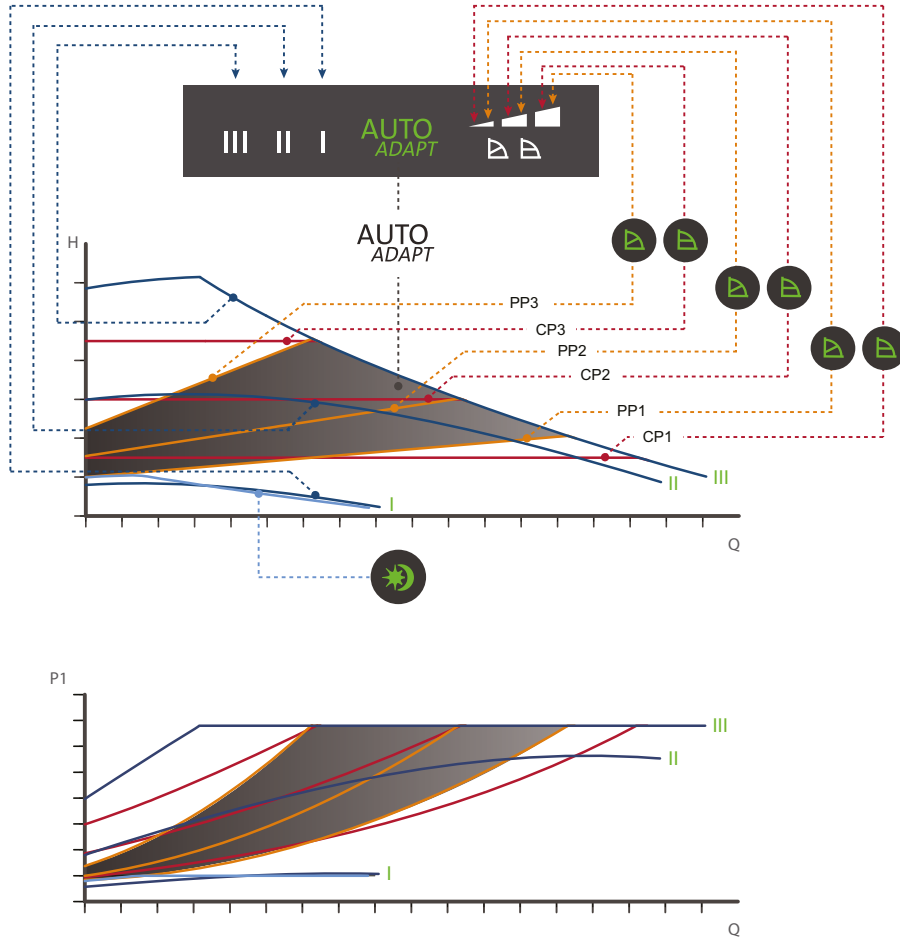 III II I AUTO
ADAPT
AUTO
ADAPT
H
PP3
CP3
PP2
CP2
PP1
CP1
III
II
I
Q
P1
III
II
I
Q